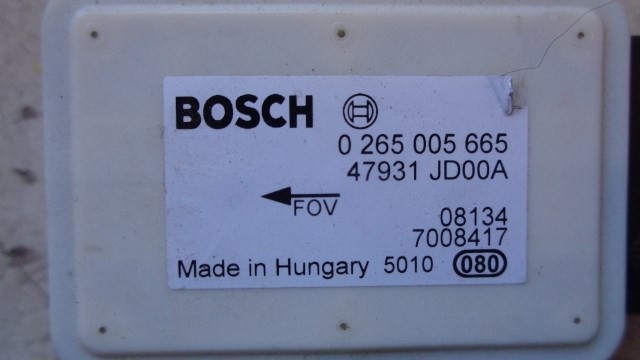 BOSCH
0 265 005 665
47931 JD00A
FOV
08134
7008417
Made in Hungary 5010 080